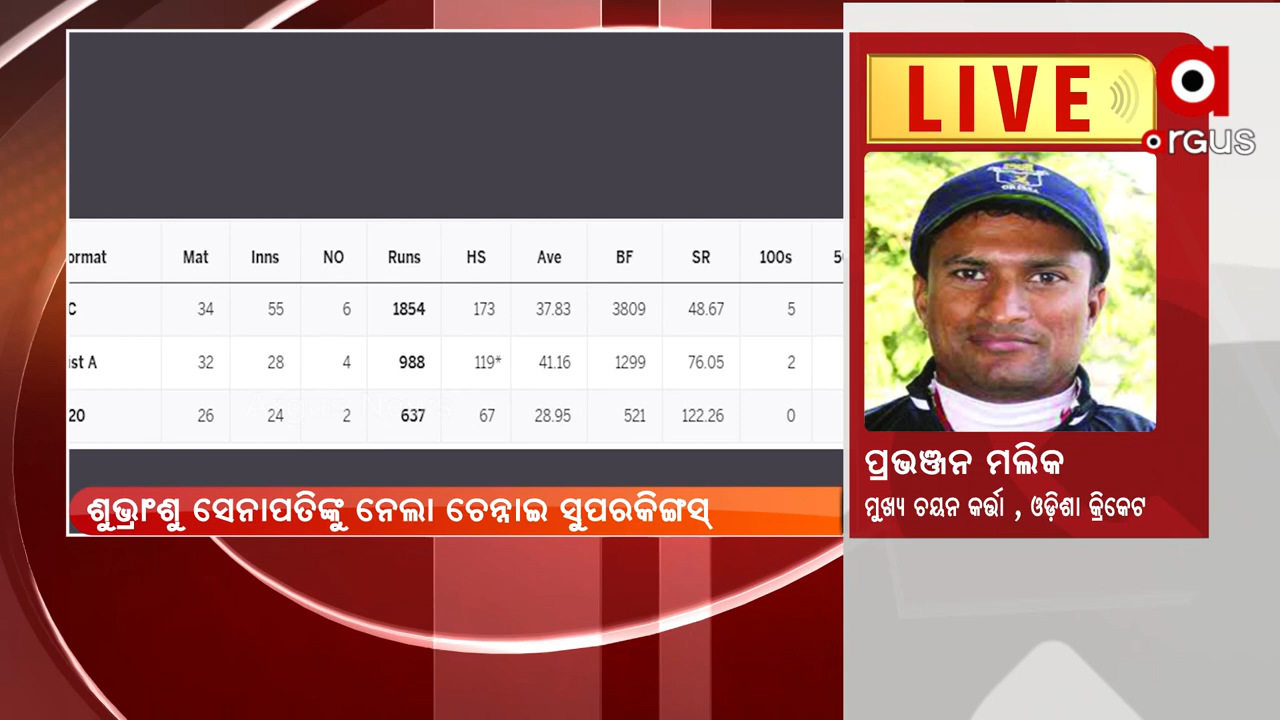 LIVE
argus
ormat Mat Inns NO Runs HS Ave BF SR 100s 50
C 34 55 6 1854 173 37.83 3809 48.67 5
ist A 32 28 4 988 119* 41.16 1299 76.05 2
20 26 24 2 637 67 28.95 521 122.26 0
ଶୁଭ୍ରାଂଶୁ ସେନାପତିଙ୍କୁ ନେଲା ଚେନ୍ନାଇ ସୁପରକିଙ୍ଗସ୍
ପ୍ରଭଞ୍ଜନ ମଲିକ
ମୁଖ୍ୟ ଚୟନ କର୍ତ୍ତା , ଓଡ଼ିଶା କ୍ରିକେଟ